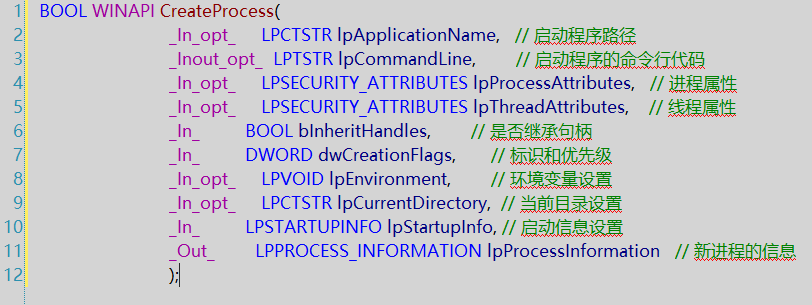 1 BOOL WINAPI CreateProcess(
2 _In_opt_ LPCTSTR lpApplicationName, // 启动程序路径
3 _Inout_opt_ LPTSTR lpCommandLine, // 启动程序的命令行代码
4 _In_opt_ LPSECURITY_ATTRIBUTES lpProcessAttributes, // 进程属性
5 _In_opt_ LPSECURITY_ATTRIBUTES lpThreadAttributes, // 线程属性
6 _In_ BOOL bInheritHandles, // 是否继承句柄
7 _In_ DWORD dwCreationFlags, // 标识和优先级
8 _In_opt_ LPVOID lpEnvironment, // 环境变量设置
9 _In_opt_ LPCTSTR lpCurrentDirectory, // 当前目录设置
10 _In_ LPSTARTUPINFO lpStartupInfo, // 启动信息设置
11 _Out_ LPPROCESS_INFORMATION lpProcessInformation // 新进程的信息
12 );